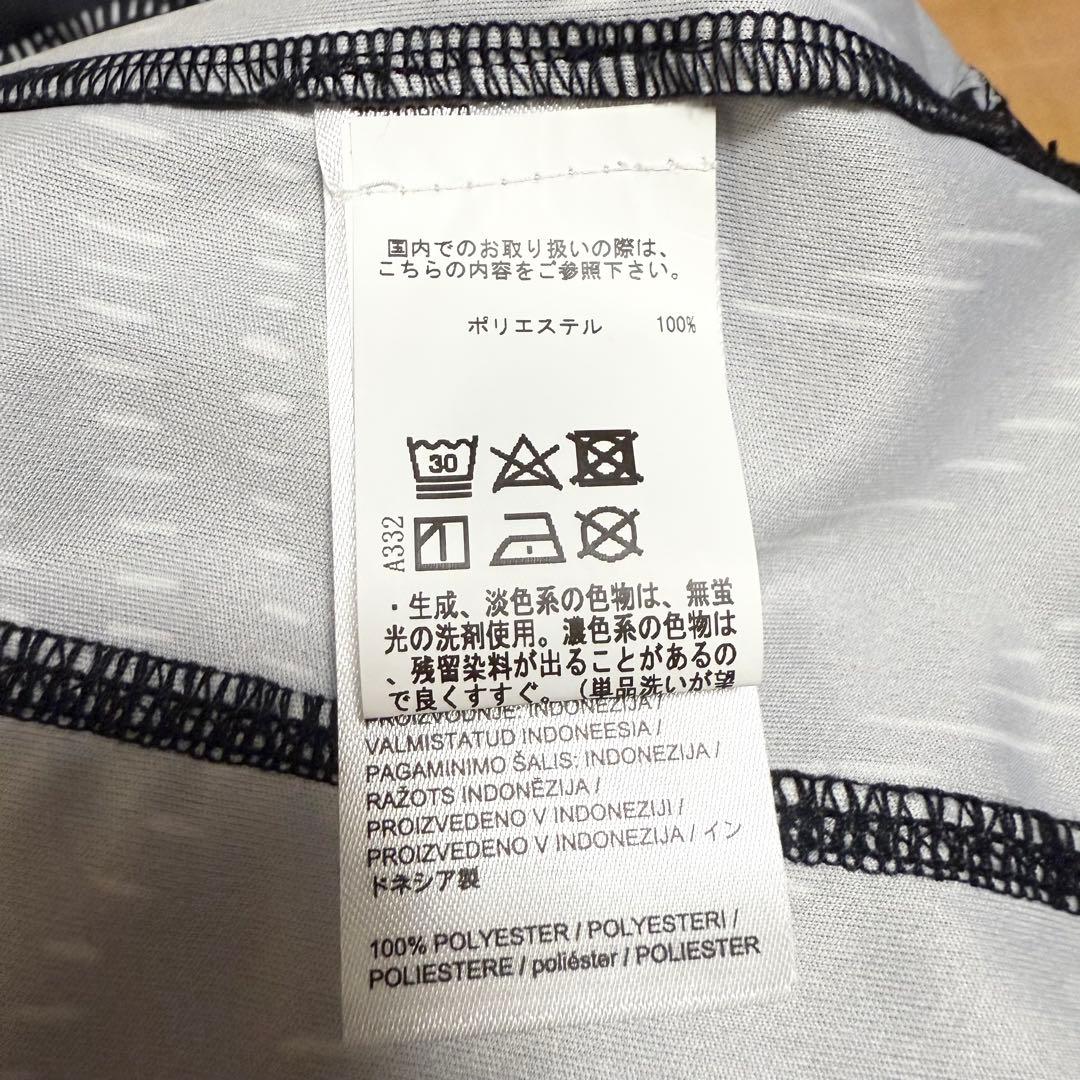 国内でのお取り扱いの際は、
こちらの内容をご参照下さい。
ポリエステル 100%
30
A332
・生成、淡色系の色物は、無蛍
光の洗剤使用。濃色系の色物は
、残留染料が出ることがあるの
で良くすすぐ。(単品洗いが望
PROIZVODNJE: INDONEZIJA /
VALMISTATUD INDONEESIA /
PAGAMINIMO ŠALIS: INDONEZIJA /
RAŽOTS INDONĒZIJA /
PROIZVEDENO V INDONEZIJI /
PROIZVEDENO V INDONEZIJA / イン
ドネシア製
100% POLYESTER / POLYESTERI /
POLIESTERE / poliéster / POLIESTER